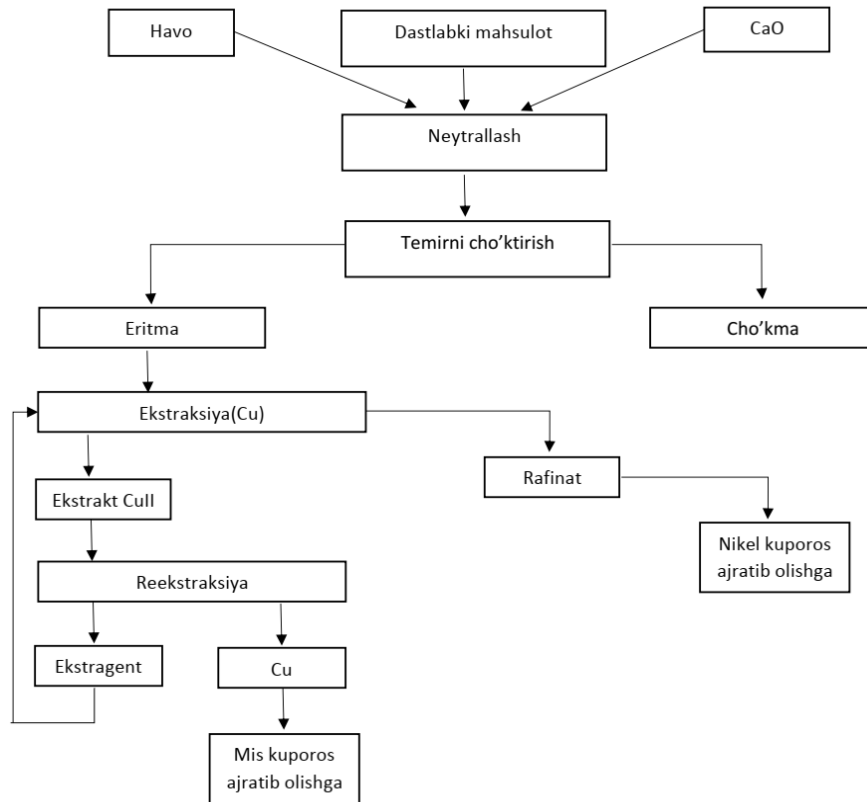 Havo
Dastlabki mahsulot
CaO
Neytrallash
Temirni cho’ktirish
Eritma
Cho’kma
Ekstraksiya(Cu)
Rafinat
Ekstrakt CuII
Nikel kuporos
ajratib olishga
Reekstraksiya
Ekstragent
Cu
Mis kuporos
ajratib olishga